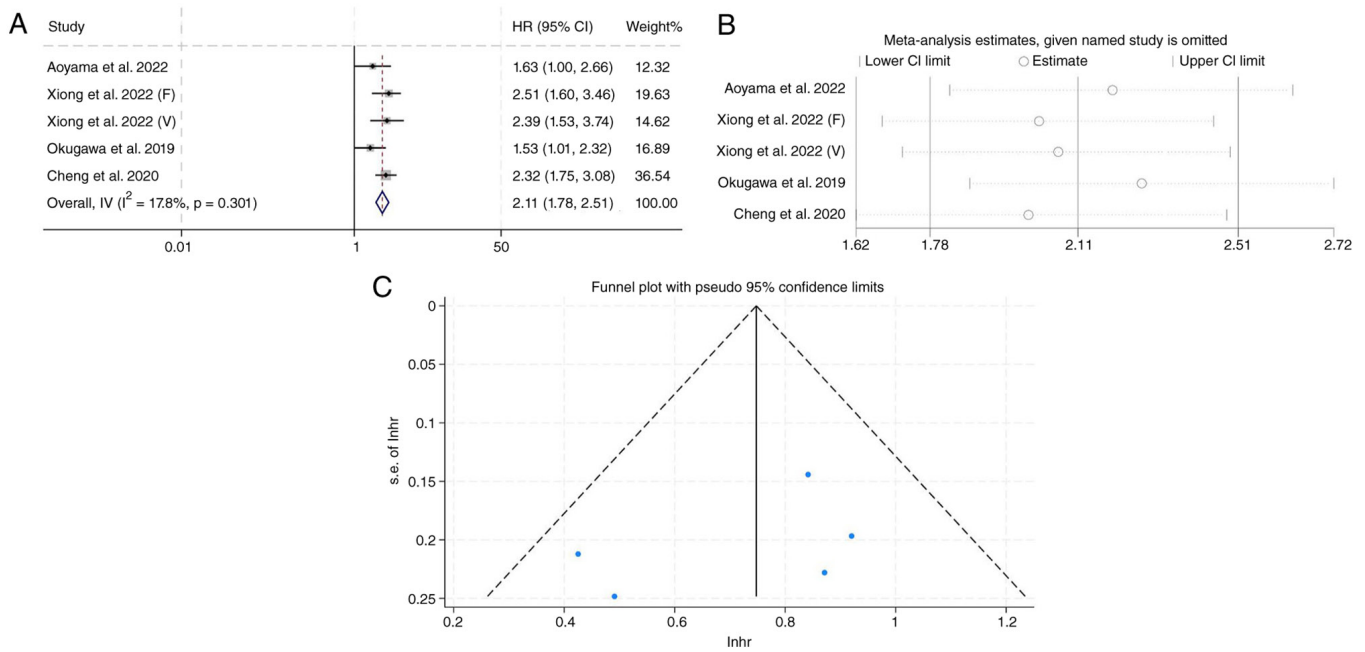 A
Study HR (95% CI) Weight%
Aoyama et al. 2022 1.63 (1.00, 2.66) 12.32
Xiong et al. 2022 (F) 2.51 (1.60, 3.46) 19.63
Xiong et al. 2022 (V) 2.39 (1.53, 3.74) 14.62
Okugawa et al. 2019 1.53 (1.01, 2.32) 16.89
Cheng et al. 2020 2.32 (1.75, 3.08) 36.54
Overall, IV (I² = 17.8%, p = 0.301) 2.11 (1.78, 2.51) 100.00
0.01 1 50
B
Meta-analysis estimates, given named study is omitted
Lower CI limit Estimate Upper CI limit
Aoyama et al. 2022
Xiong et al. 2022 (F)
Xiong et al. 2022 (V)
Okugawa et al. 2019
Cheng et al. 2020
1.62 1.78 2.11 2.51 2.72
C
Funnel plot with pseudo 95% confidence limits
s.e. of lnhr
0
0.05
0.1
0.15
0.2
0.25
0.2 0.4 0.6 0.8 1 1.2
lnhr